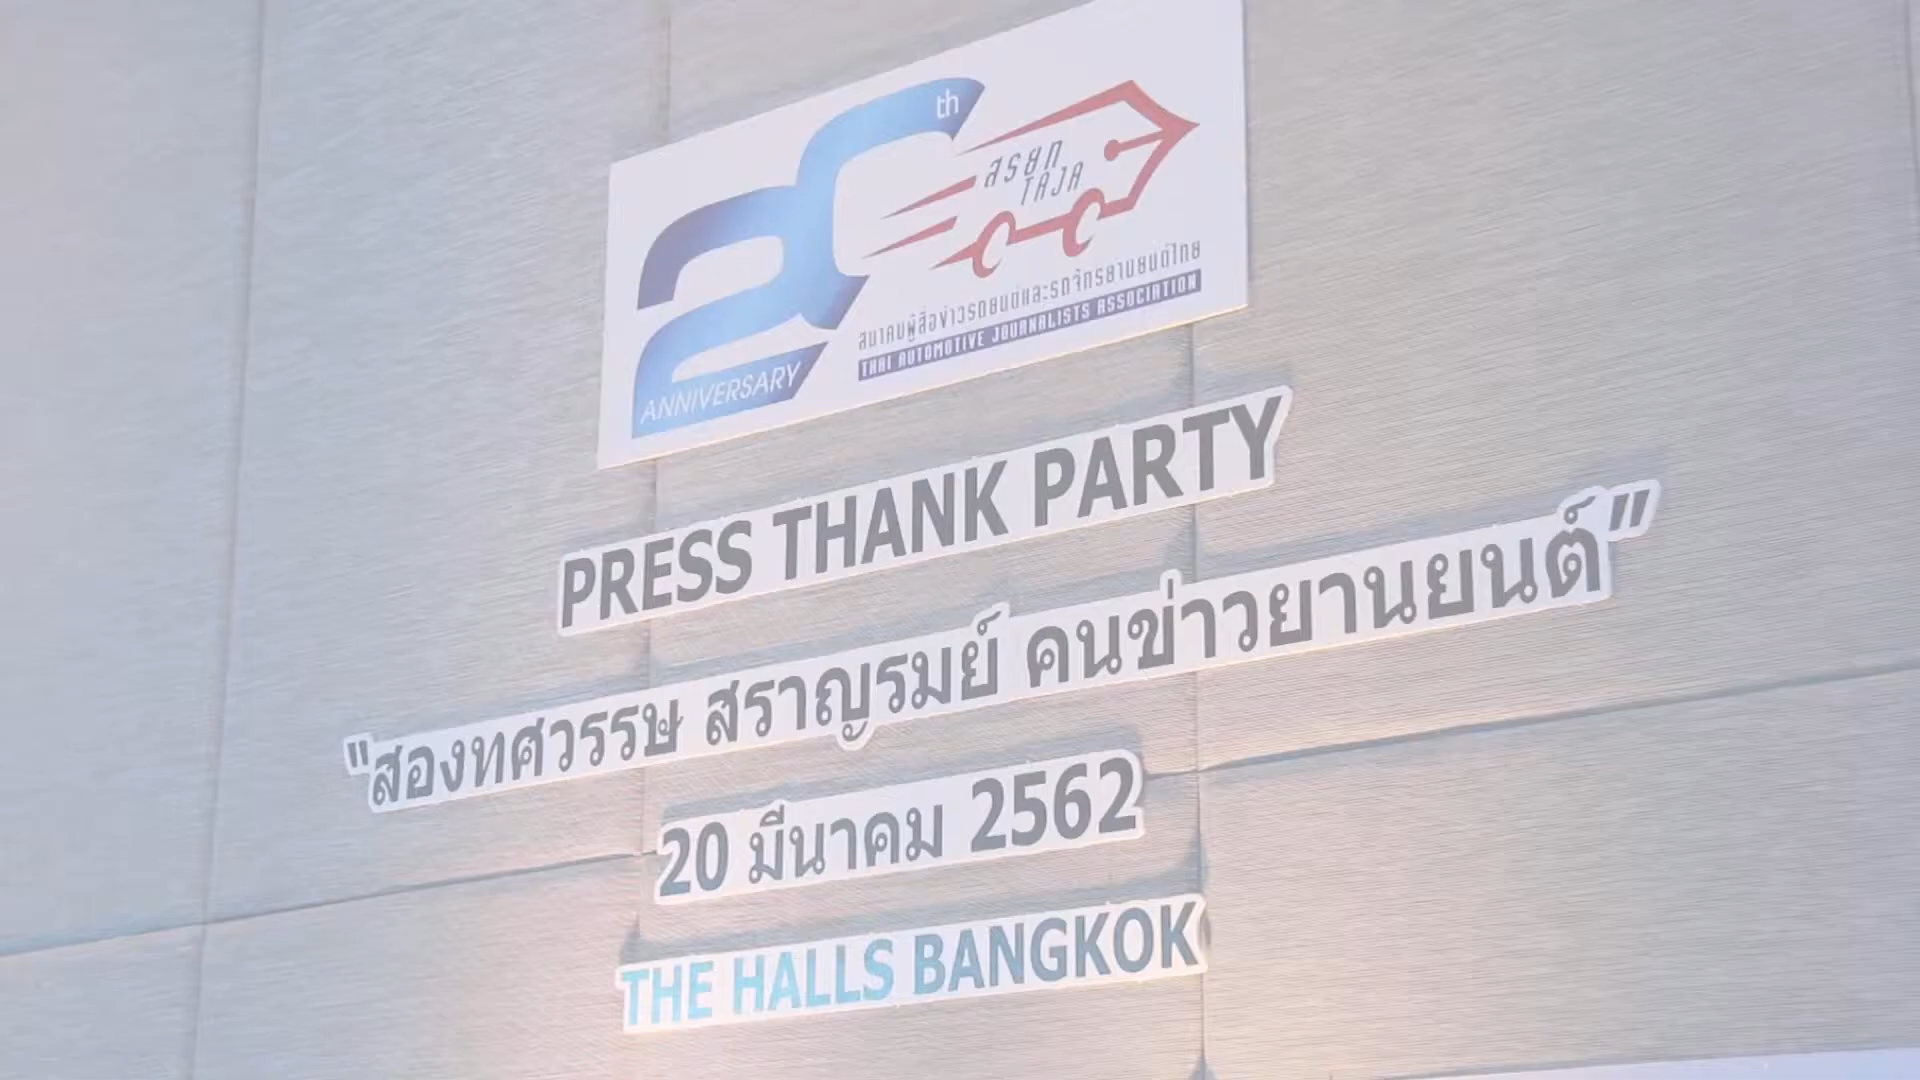 20th
ANNIVERSARY
สรยท
TAJA
สมาคมผู้สื่อข่าวรถยนต์และรถจักรยานยนต์ไทย
THAI AUTOMOTIVE JOURNALISTS ASSOCIATION
PRESS THANK PARTY
"สองทศวรรษ สราญรมย์ คนข่าวยานยนต์"
20 มีนาคม 2562
THE HALLS BANGKOK